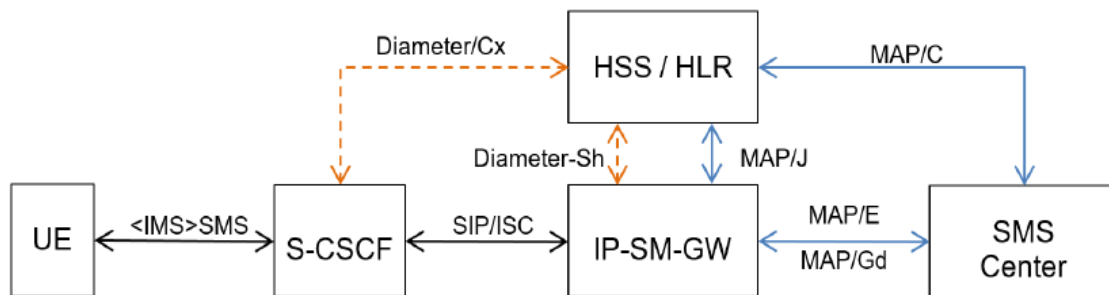 Diameter/Cx
HSS / HLR
MAP/C
Diameter-Sh
MAP/J
UE
<IMS>SMS
S-CSCF
SIP/ISC
IP-SM-GW
MAP/E
MAP/Gd
SMS
Center